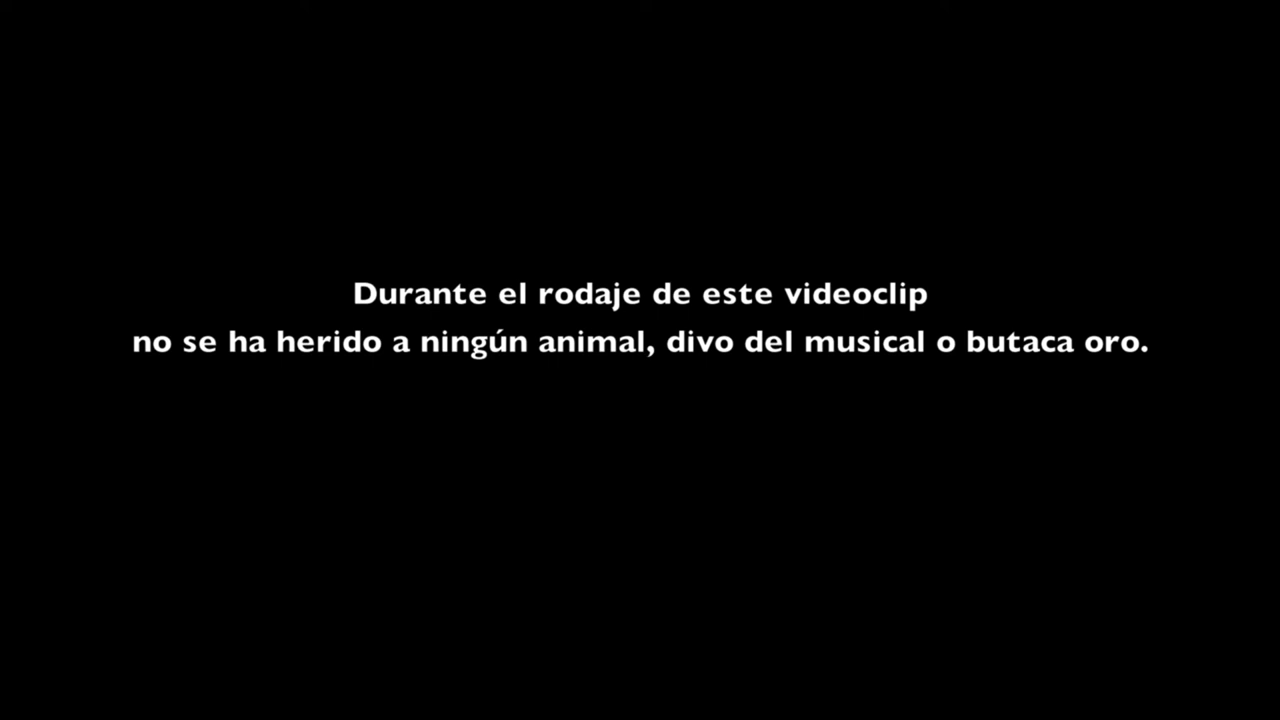 Durante el rodaje de este videoclip
no se ha herido a ningún animal, divo del musical o butaca oro.